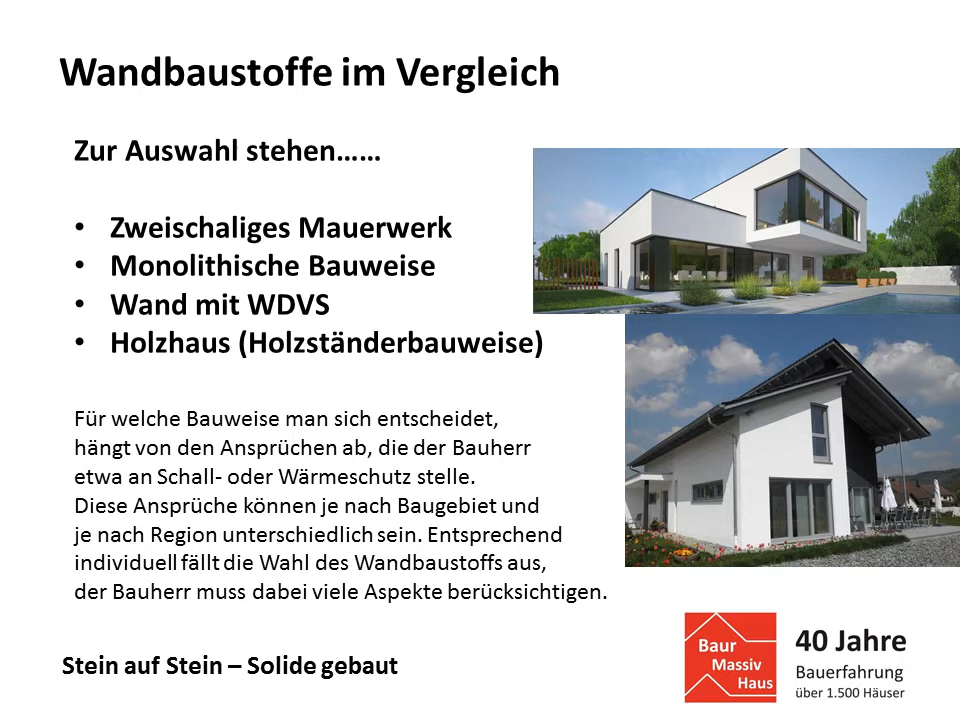 Wandbaustoffe im Vergleich
Zur Auswahl stehen……
• Zweischaliges Mauerwerk
• Monolithische Bauweise
• Wand mit WDVS
• Holzhaus (Holzständerbauweise)
Für welche Bauweise man sich entscheidet,
hängt von den Ansprüchen ab, die der Bauherr
etwa an Schall- oder Wärmeschutz stelle.
Diese Ansprüche können je nach Baugebiet und
je nach Region unterschiedlich sein. Entsprechend
individuell fällt die Wahl des Wandbaustoffs aus,
der Bauherr muss dabei viele Aspekte berücksichtigen.
Stein auf Stein – Solide gebaut
Baur
Massiv
Haus
40 Jahre
Bauerfahrung
über 1.500 Häuser